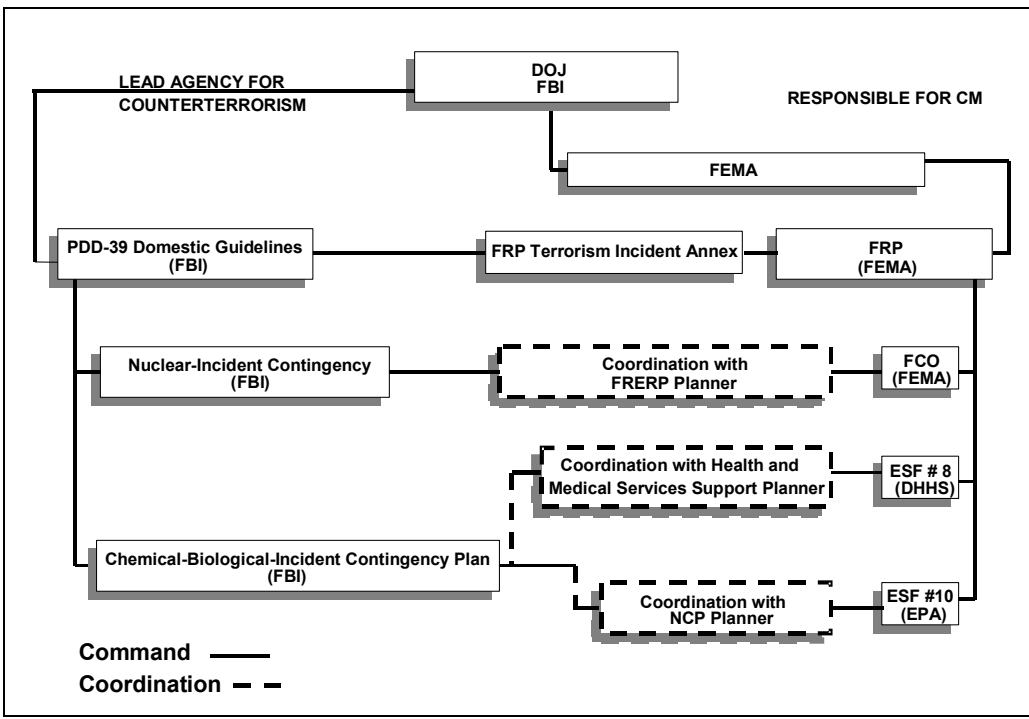 DOJ
FBI
LEAD AGENCY FOR
COUNTERTERRORISM
RESPONSIBLE FOR CM
FEMA
PDD-39 Domestic Guidelines
(FBI)
FRP Terrorism Incident Annex
FRP
(FEMA)
Nuclear-Incident Contingency
(FBI)
Coordination with
FRERP Planner
FCO
(FEMA)
Coordination with Health and
Medical Services Support Planner
ESF # 8
(DHHS)
Chemical-Biological-Incident Contingency Plan
(FBI)
Coordination with
NCP Planner
ESF #10
(EPA)
Command
Coordination